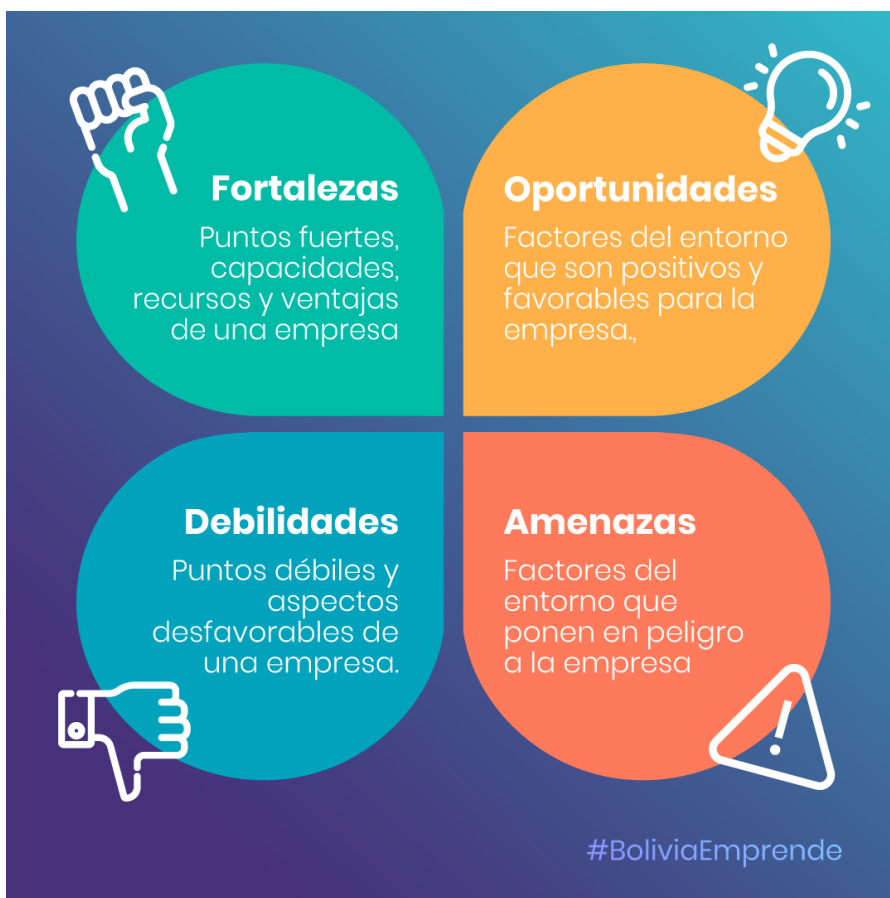 Fortalezas
Puntos fuertes,
capacidades,
recursos y ventajas
de una empresa
Oportunidades
Factores del entorno
que son positivos y
favorables para la
empresa.,
Debilidades
Puntos débiles y
aspectos
desfavorables de
una empresa.
Amenazas
Factores del
entorno que
ponen en peligro
a la empresa
#BoliviaEmprende